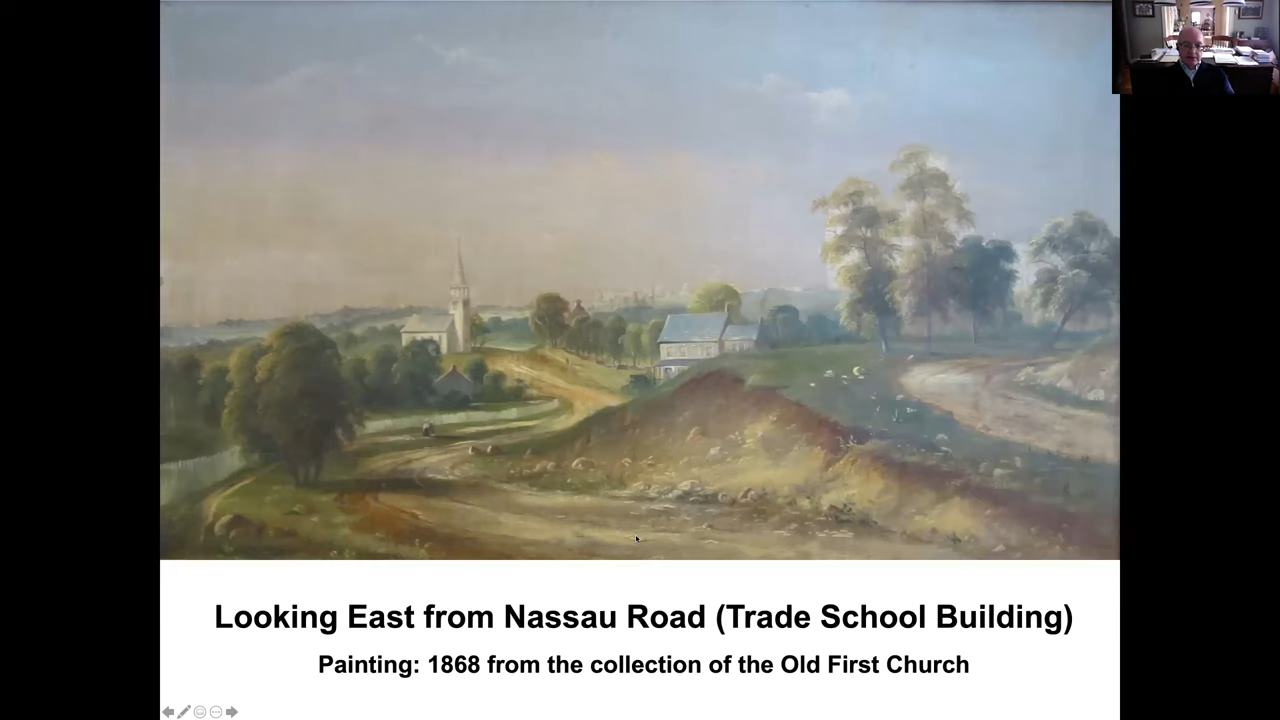 Looking East from Nassau Road (Trade School Building)
Painting: 1868 from the collection of the Old First Church